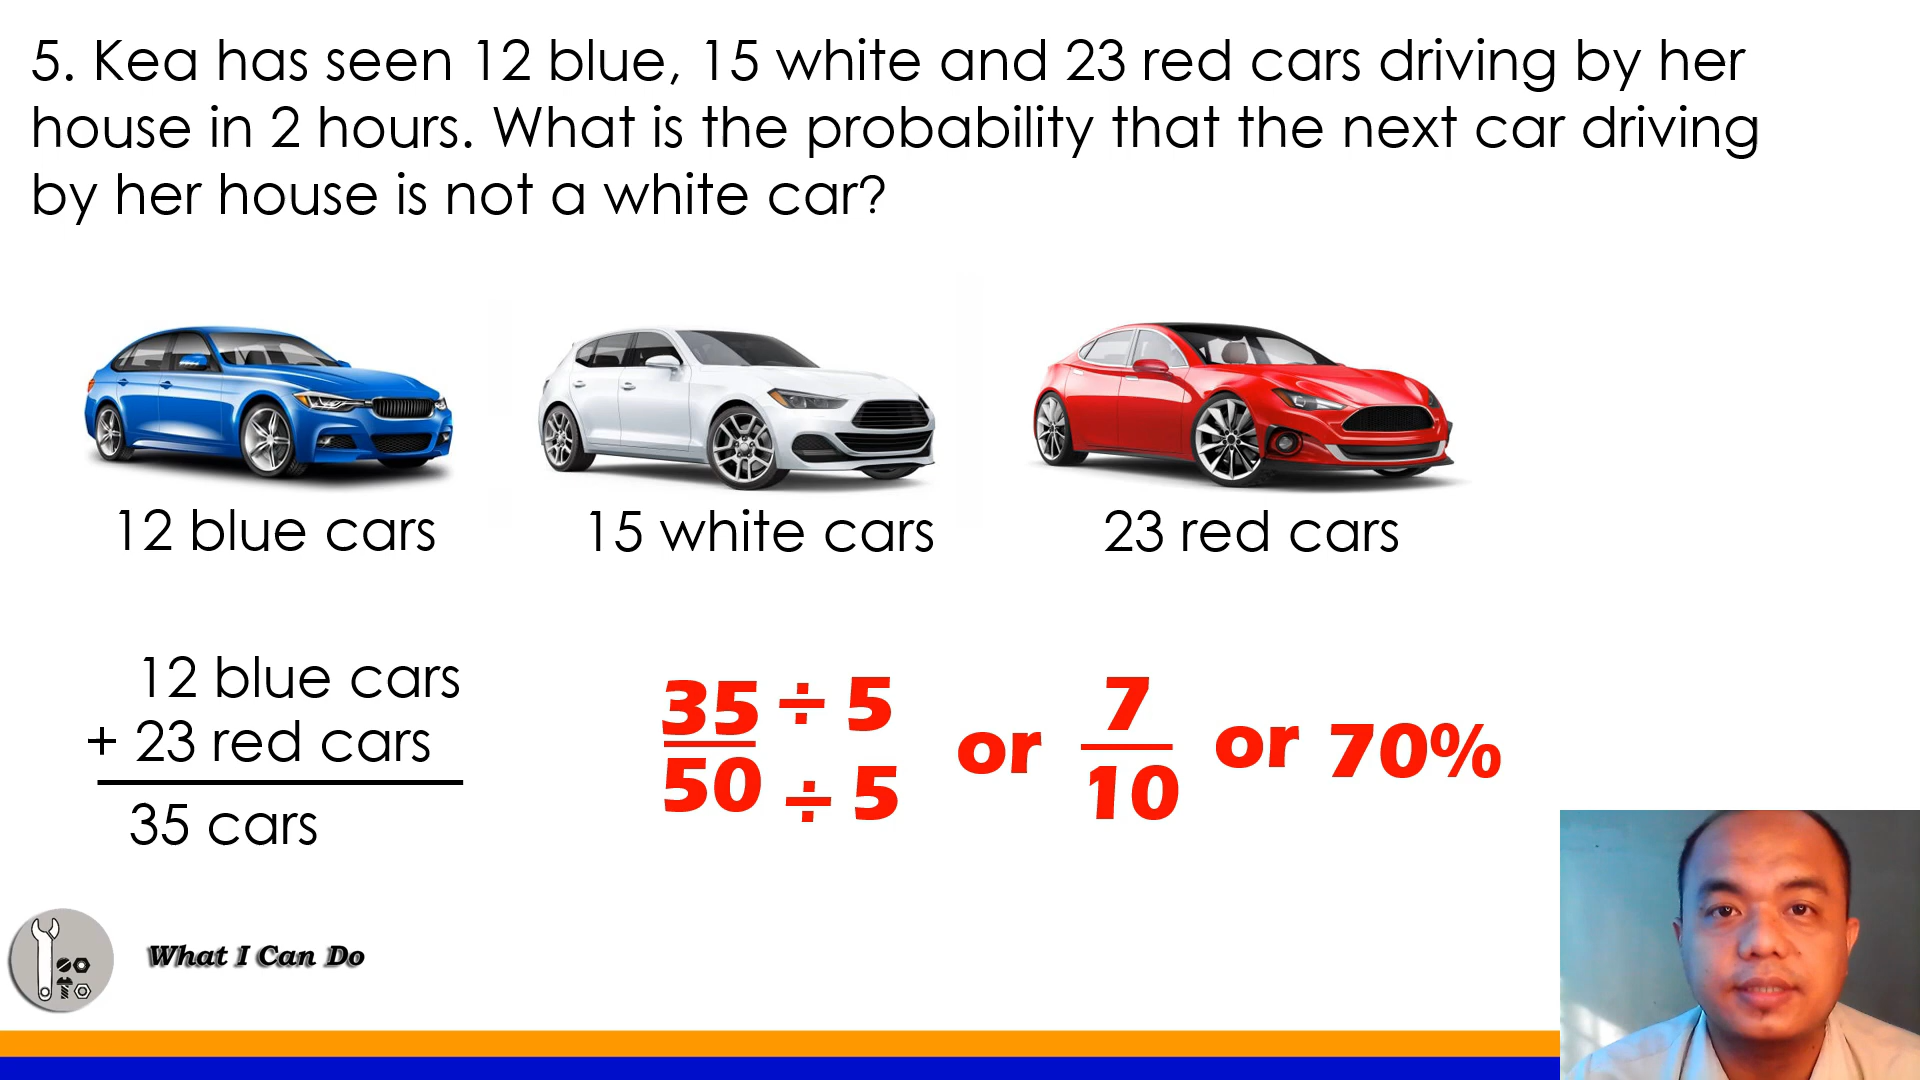 5. Kea has seen 12 blue, 15 white and 23 red cars driving by her
house in 2 hours. What is the probability that the next car driving
by her house is not a white car?
12 blue cars
15 white cars
23 red cars
12 blue cars
+ 23 red cars
35 cars
35 ÷ 5
50 ÷ 5
or
7
10
or 70%
What I Can Do